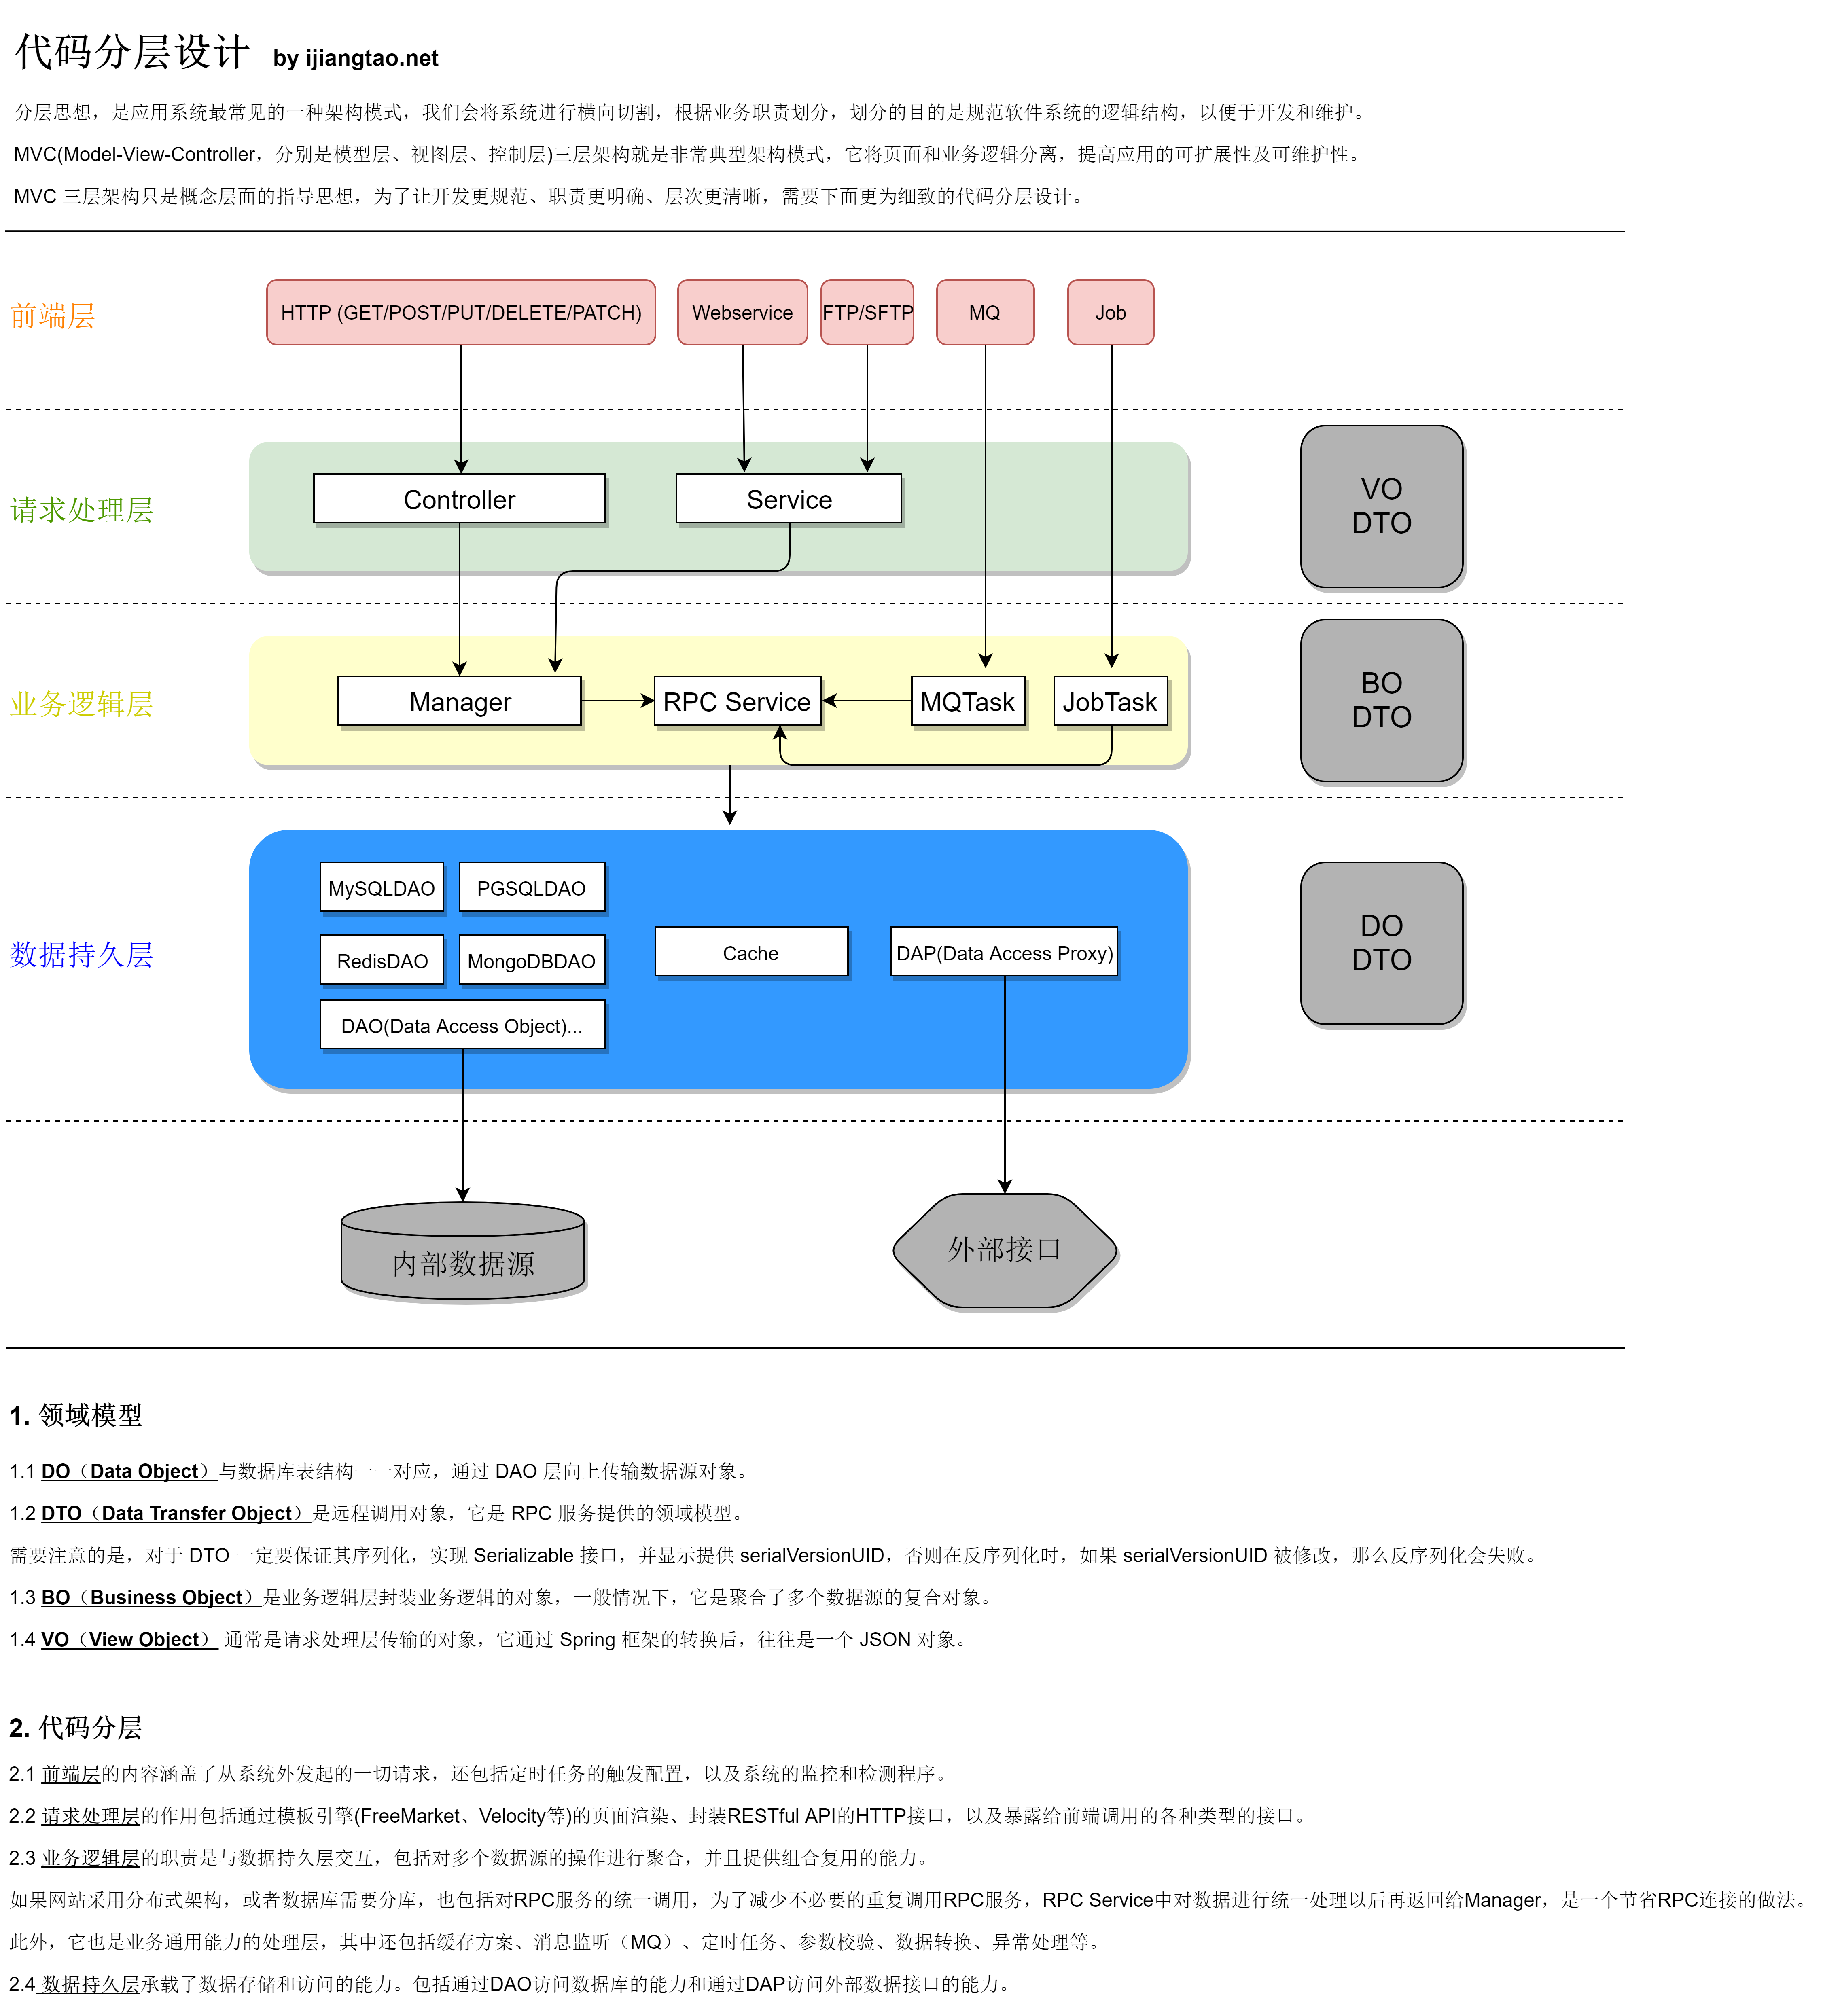 代码分层设计 by ijiangtao.net
分层思想，是应用系统最常见的一种架构模式，我们会将系统进行横向切割，根据业务职责划分，划分的目的是规范软件系统的逻辑结构，以便于开发和维护。
MVC(Model-View-Controller，分别是模型层、视图层、控制层)三层架构就是非常典型架构模式，它将页面和业务逻辑分离，提高应用的可扩展性及可维护性。
MVC 三层架构只是概念层面的指导思想，为了让开发更规范、职责更明确、层次更清晰，需要下面更为细致的代码分层设计。
前端层
HTTP (GET/POST/PUT/DELETE/PATCH)
Webservice
FTP/SFTP
MQ
Job
请求处理层
Controller
Service
VO
DTO
业务逻辑层
Manager
RPC Service
MQTask
JobTask
BO
DTO
数据持久层
MySQLDAO
PGSQLDAO
RedisDAO
MongoDBDAO
DAO(Data Access Object)...
Cache
DAP(Data Access Proxy)
DO
DTO
内部数据源
外部接口
1. 领域模型
1.1 DO（Data Object）与数据库表结构一一对应，通过 DAO 层向上传输数据源对象。
1.2 DTO（Data Transfer Object）是远程调用对象，它是 RPC 服务提供的领域模型。
需要注意的是，对于 DTO 一定要保证其序列化，实现 Serializable 接口，并显示提供 serialVersionUID，否则在反序列化时，如果 serialVersionUID 被修改，那么反序列化会失败。
1.3 BO（Business Object）是业务逻辑层封装业务逻辑的对象，一般情况下，它是聚合了多个数据源的复合对象。
1.4 VO（View Object） 通常是请求处理层传输的对象，它通过 Spring 框架的转换后，往往是一个 JSON 对象。
2. 代码分层
2.1 前端层的内容涵盖了从系统外发起的一切请求，还包括定时任务的触发配置，以及系统的监控和检测程序。
2.2 请求处理层的作用包括通过模板引擎(FreeMarket、Velocity等)的页面渲染、封装RESTful API的HTTP接口，以及暴露给前端调用的各种类型的接口。
2.3 业务逻辑层的职责是与数据持久层交互，包括对多个数据源的操作进行聚合，并且提供组合复用的能力。
如果网站采用分布式架构，或者数据库需要分库，也包括对RPC服务的统一调用，为了减少不必要的重复调用RPC服务，RPC Service中对数据进行统一处理以后再返回给Manager，是一个节省RPC连接的做法。
此外，它也是业务通用能力的处理层，其中还包括缓存方案、消息监听（MQ）、定时任务、参数校验、数据转换、异常处理等。
2.4 数据持久层承载了数据存储和访问的能力。包括通过DAO访问数据库的能力和通过DAP访问外部数据接口的能力。